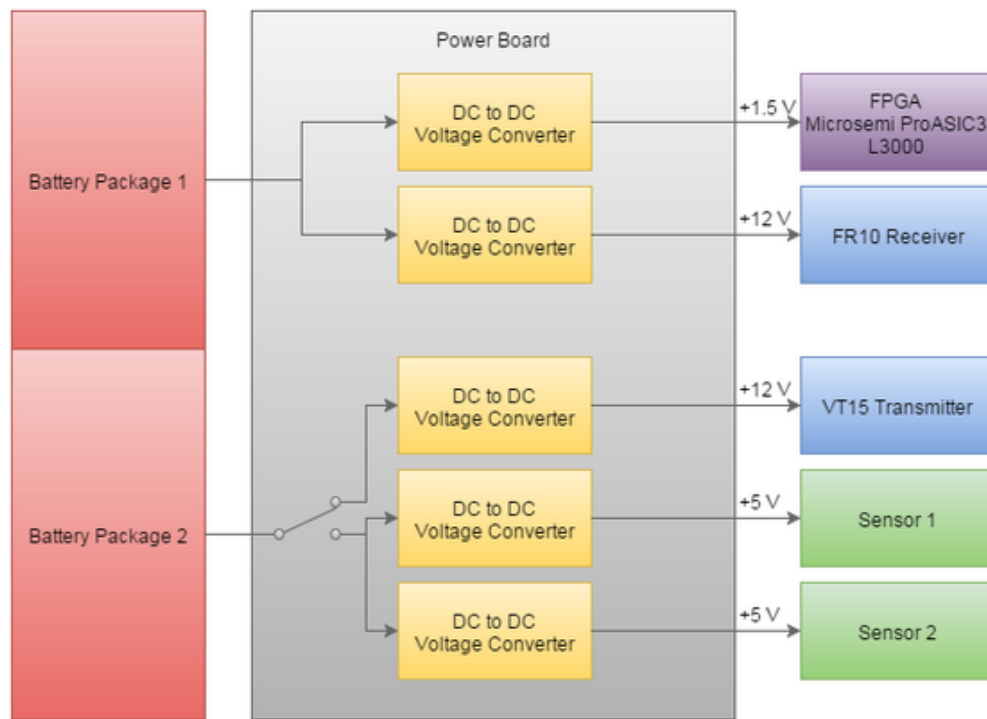 Power Board
Battery Package 1
DC to DC
Voltage Converter
+1.5 V
FPGA
Microsemi ProASIC3
L3000
DC to DC
Voltage Converter
+12 V
FR10 Receiver
Battery Package 2
DC to DC
Voltage Converter
+12 V
VT15 Transmitter
DC to DC
Voltage Converter
+5 V
Sensor 1
DC to DC
Voltage Converter
+5 V
Sensor 2